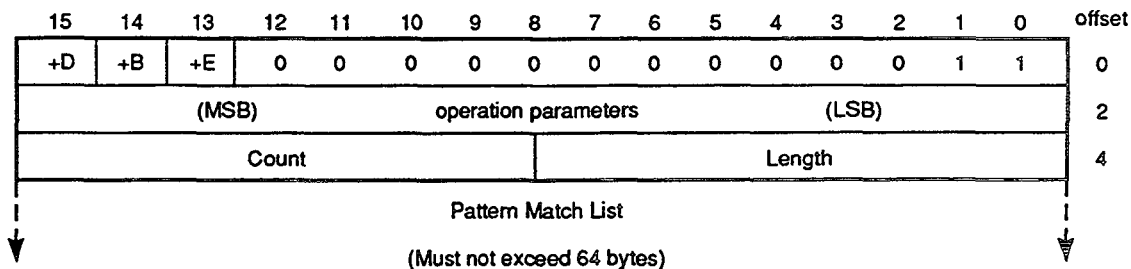 15 14 13 12 11 10 9 8 7 6 5 4 3 2 1 0 offset
+D +B +E 0 0 0 0 0 0 0 0 0 0 0 1 1 0
(MSB) operation parameters (LSB) 2
Count Length 4
Pattern Match List
(Must not exceed 64 bytes)